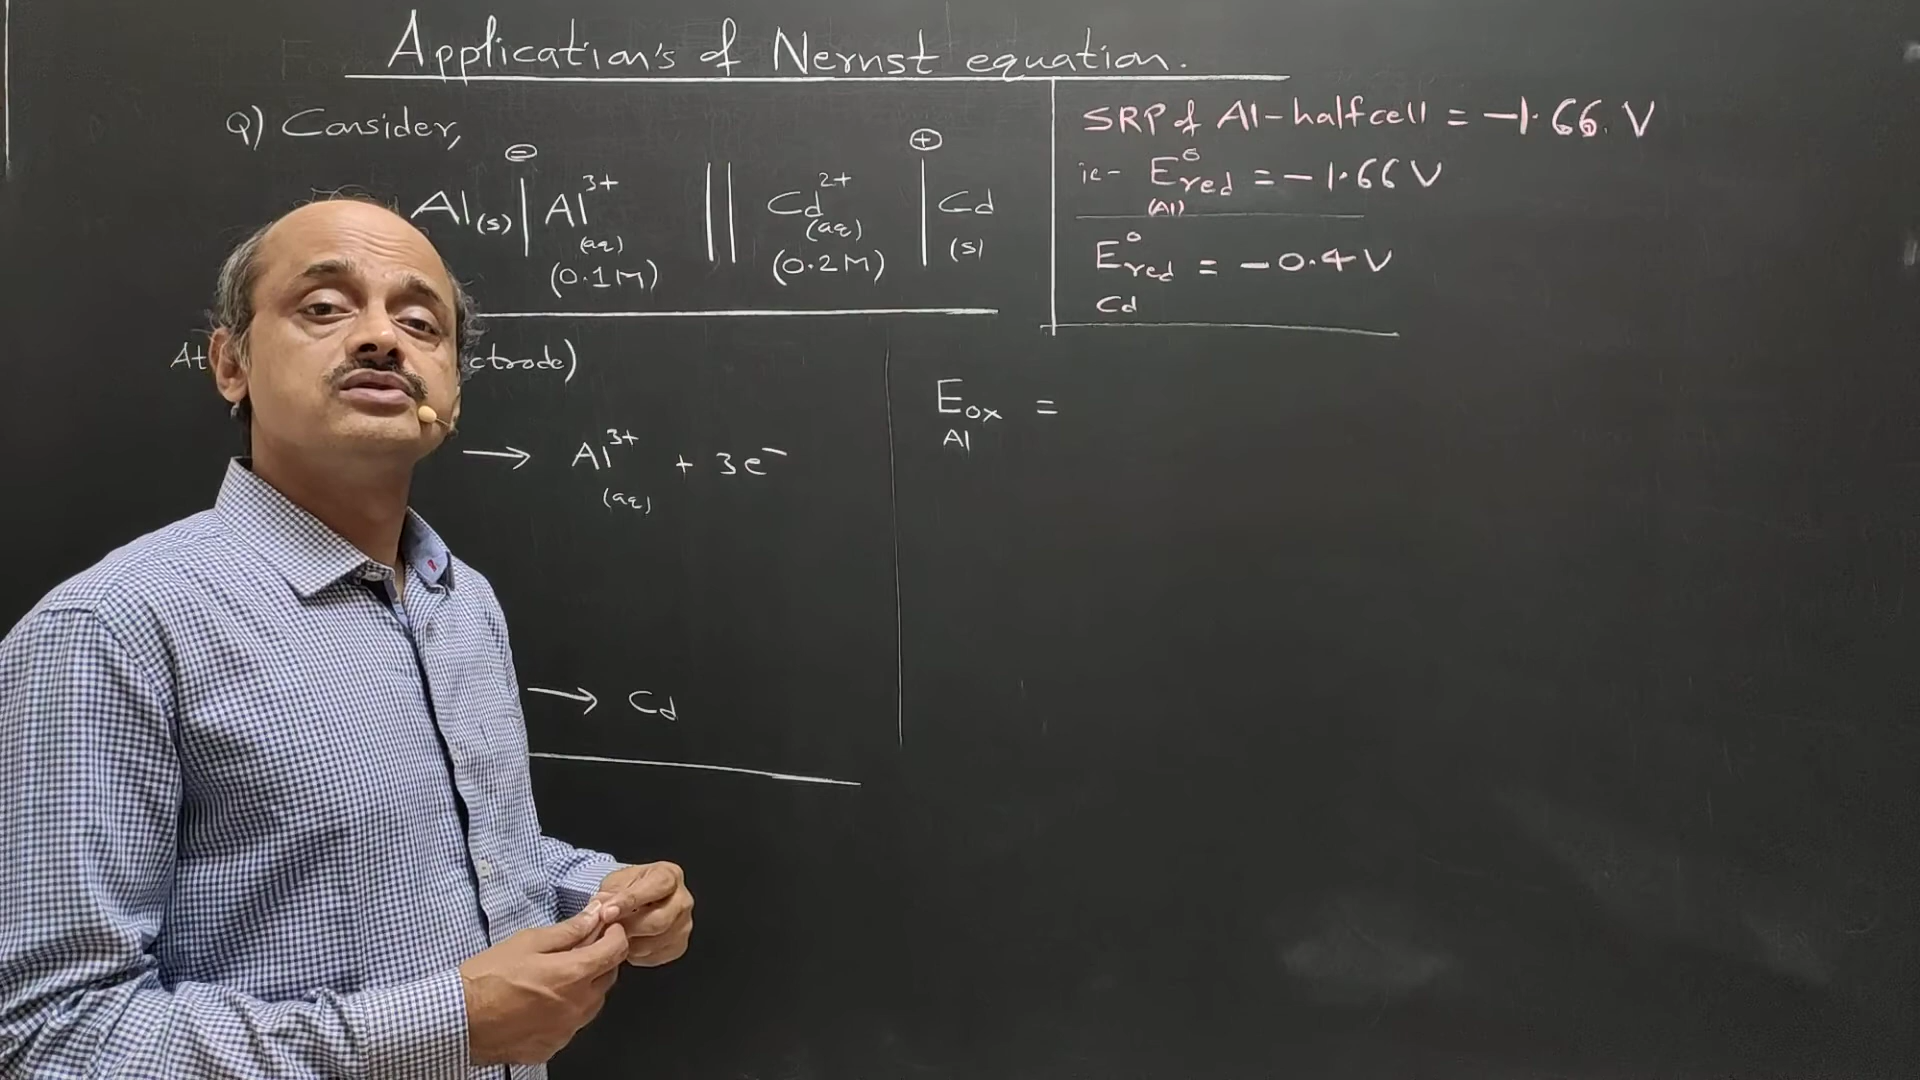 Application's of Nernst equation.
Q) Consider,
⊖ ⊕
Al(s) | Al³⁺(aq) (0.1M) || Cd²⁺(aq) (0.2M) | Cd (s)
SRP of Al-halfcell = -1.66 V
ie- E°red (Al) = -1.66 V
E°red Cd = -0.4 V
At ctrode)
→ Al³⁺(aq) + 3e⁻
→ Cd
Eox Al =